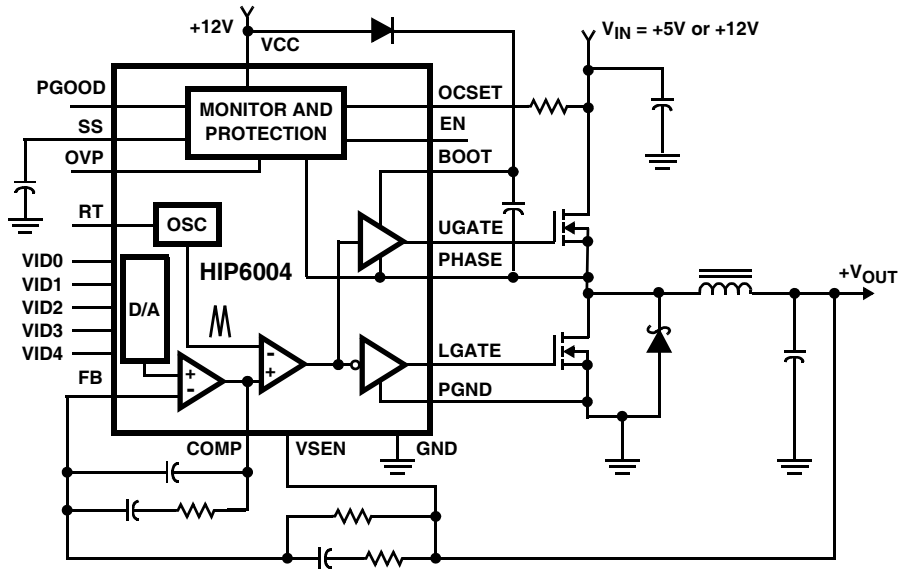 +12V
VCC
V_IN = +5V or +12V
PGOOD
MONITOR AND
PROTECTION
OCSET
SS
EN
OVP
BOOT
RT
OSC
UGATE
VID0
HIP6004
PHASE
VID1
D/A
+V_OUT
VID2
VID3
VID4
-
+
LGATE
FB
+
-
PGND
COMP
VSEN
GND